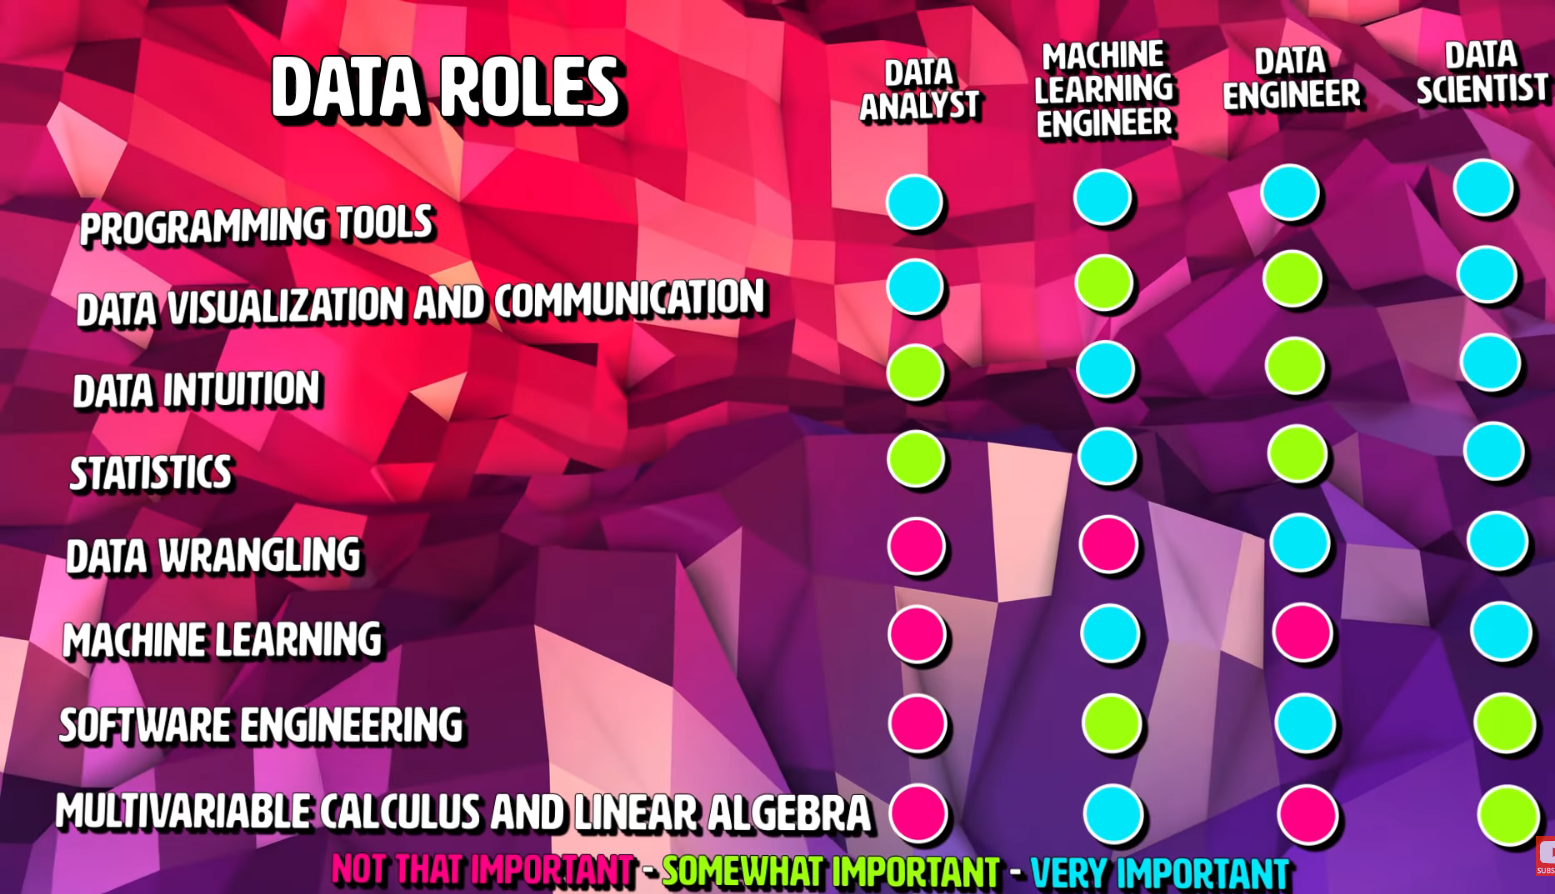 DATA ROLES
DATA ANALYST
MACHINE LEARNING ENGINEER
DATA ENGINEER
DATA SCIENTIST
PROGRAMMING TOOLS
DATA VISUALIZATION AND COMMUNICATION
DATA INTUITION
STATISTICS
DATA WRANGLING
MACHINE LEARNING
SOFTWARE ENGINEERING
MULTIVARIABLE CALCULUS AND LINEAR ALGEBRA
NOT THAT IMPORTANT - SOMEWHAT IMPORTANT - VERY IMPORTANT
SUBS